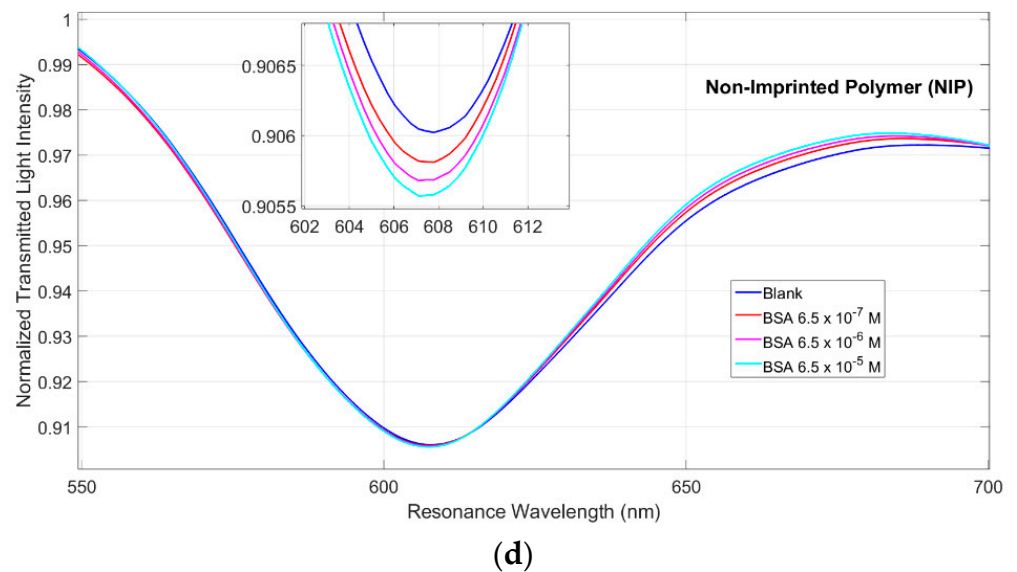 1
0.99
0.98
0.97
0.96
0.95
0.94
0.93
0.92
0.91
Normalized Transmitted Light Intensity
0.9065
0.906
0.9055
602 604 606 608 610 612
Non-Imprinted Polymer (NIP)
Blank
BSA 6.5 x 10⁻⁷ M
BSA 6.5 x 10⁻⁶ M
BSA 6.5 x 10⁻⁵ M
550 600 650 700
Resonance Wavelength (nm)
(d)